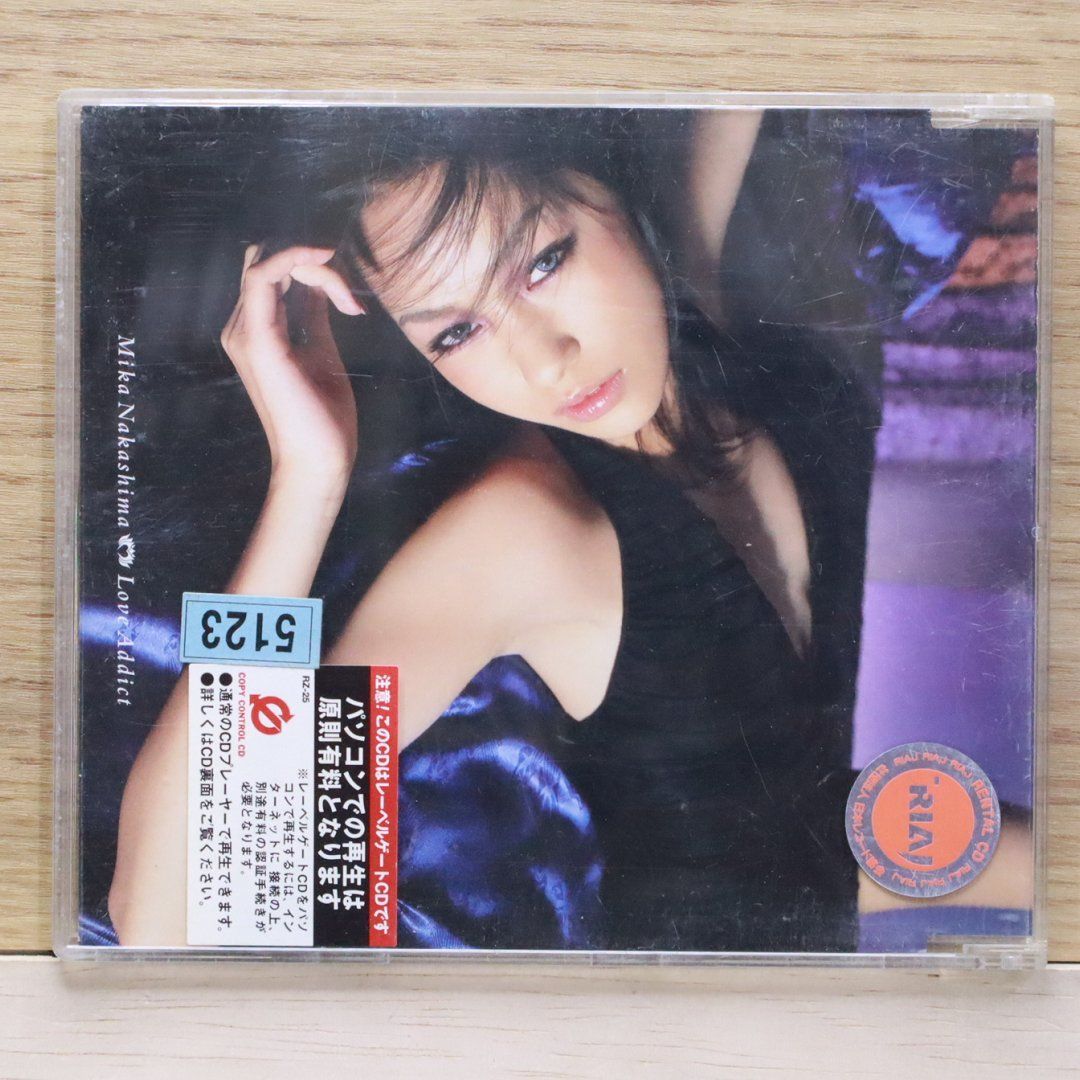 Mika Nakashima Love Addict
5123
RZ-25
COPY CONTROL CD
注意!このCDはレーベルゲートCDです
パソコンでの再生は
原則有料となります
※レーベルゲートCDをパソ
コンで再生するには、イン
ターネットに接続の上、
別途有料の認証手続きが
必要となります。
●通常のCDプレーヤーで再生できます。
●詳しくはCD裏面をご覧ください。
RIAJ RIAJ RIAJ RENTAL CD RIAJ RIAJ RIAJ
RIAJ